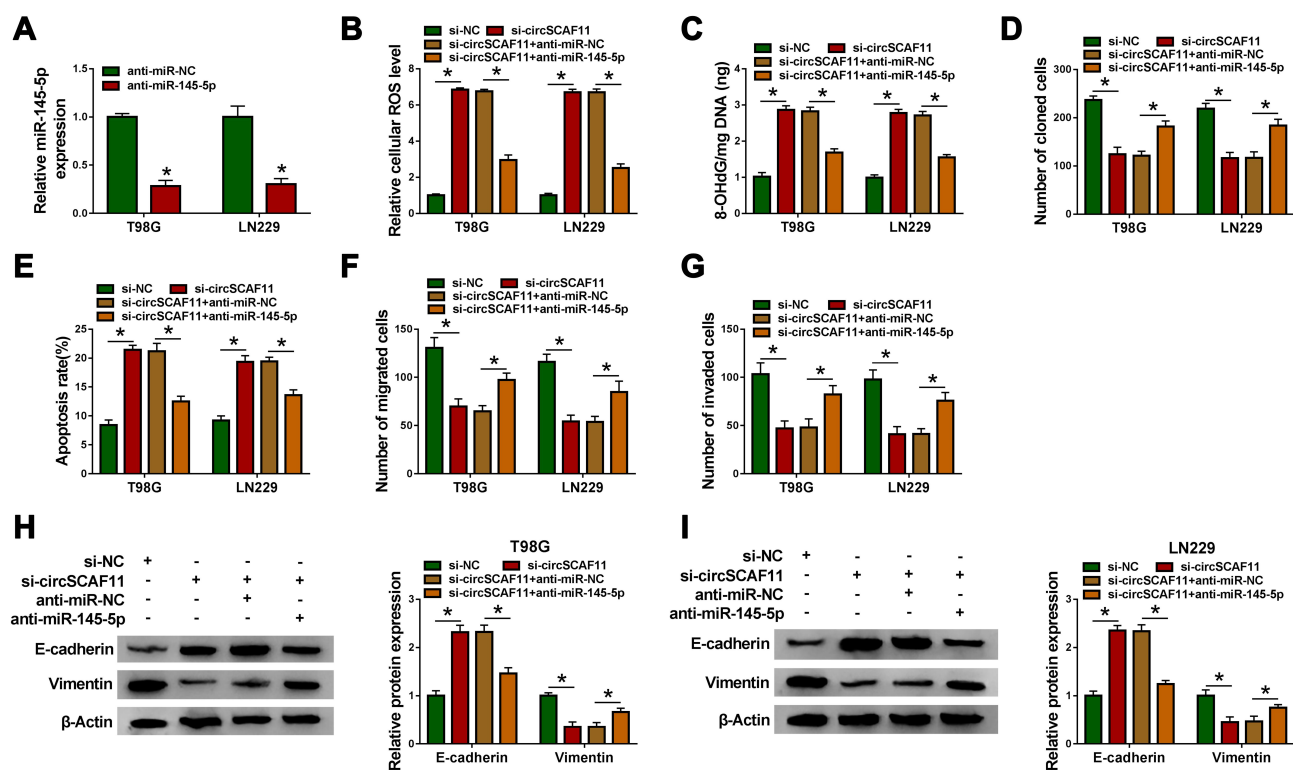 A
anti-miR-NC
anti-miR-145-5p
Relative miR-145-5p
expression
1.5
1.0
0.5
0.0
*
*
T98G
LN229
B
si-NC
si-circSCAF11
si-circSCAF11+anti-miR-NC
si-circSCAF11+anti-miR-145-5p
Relative cellular ROS level
8
6
4
2
0
* * * *
T98G
LN229
C
si-NC
si-circSCAF11
si-circSCAF11+anti-miR-NC
si-circSCAF11+anti-miR-145-5p
8-OHdG/mg DNA (ng)
4
3
2
1
0
* * * *
T98G
LN229
D
si-NC
si-circSCAF11
si-circSCAF11+anti-miR-NC
si-circSCAF11+anti-miR-145-5p
Number of cloned cells
300
200
100
0
* * * *
T98G
LN229
E
si-NC
si-circSCAF11
si-circSCAF11+anti-miR-NC
si-circSCAF11+anti-miR-145-5p
Apoptosis rate(%)
25
20
15
10
5
0
* * * *
T98G
LN229
F
si-NC
si-circSCAF11
si-circSCAF11+anti-miR-NC
si-circSCAF11+anti-miR-145-5p
Number of migrated cells
150
100
50
0
* * * *
T98G
LN229
G
si-NC
si-circSCAF11
si-circSCAF11+anti-miR-NC
si-circSCAF11+anti-miR-145-5p
Number of invaded cells
150
100
50
0
* * * *
T98G
LN229
H
si-NC + - - -
si-circSCAF11 - + + +
anti-miR-NC - - + -
anti-miR-145-5p - - - +
E-cadherin
Vimentin
β-Actin
T98G
si-NC
si-circSCAF11
si-circSCAF11+anti-miR-NC
si-circSCAF11+anti-miR-145-5p
Relative protein expression
3
2
1
0
* * * *
E-cadherin
Vimentin
I
si-NC + - - -
si-circSCAF11 - + + +
anti-miR-NC - - + -
anti-miR-145-5p - - - +
E-cadherin
Vimentin
β-Actin
LN229
si-NC
si-circSCAF11
si-circSCAF11+anti-miR-NC
si-circSCAF11+anti-miR-145-5p
Relative protein expression
3
2
1
0
* * * *
E-cadherin
Vimentin